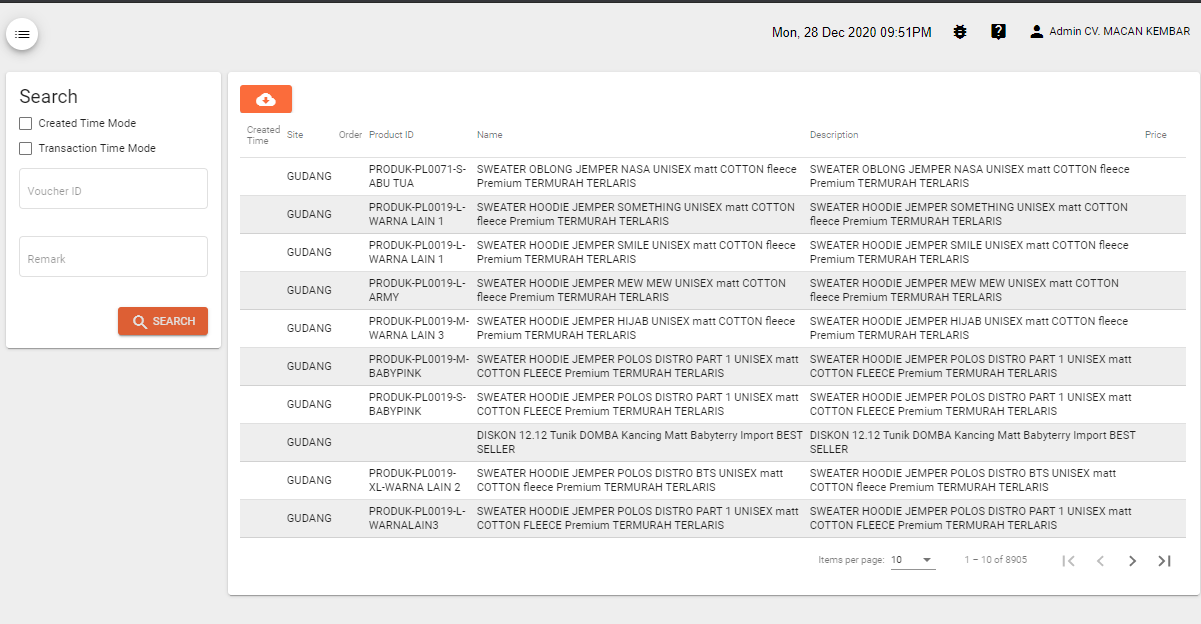 Mon, 28 Dec 2020 09:51PM
Admin CV. MACAN KEMBAR
Search
Created Time Mode
Transaction Time Mode
Voucher ID
Remark
SEARCH
Created Time Site Order Product ID Name Description Price
GUDANG PRODUK-PL0071-S- SWEATER OBLONG JEMPER NASA UNISEX matt COTTON fleece SWEATER OBLONG JEMPER NASA UNISEX matt COTTON fleece
ABU TUA Premium TERMURAH TERLARIS Premium TERMURAH TERLARIS
GUDANG PRODUK-PL0019-L- SWEATER HOODIE JEMPER SOMETHING UNISEX matt COTTON SWEATER HOODIE JEMPER SOMETHING UNISEX matt COTTON
WARNA LAIN 1 fleece Premium TERMURAH TERLARIS fleece Premium TERMURAH TERLARIS
GUDANG PRODUK-PL0019-L- SWEATER HOODIE JEMPER SMILE UNISEX matt COTTON fleece SWEATER HOODIE JEMPER SMILE UNISEX matt COTTON fleece
WARNA LAIN 1 Premium TERMURAH TERLARIS Premium TERMURAH TERLARIS
GUDANG PRODUK-PL0019-L- SWEATER HOODIE JEMPER MEW MEW UNISEX matt COTTON SWEATER HOODIE JEMPER MEW MEW UNISEX matt COTTON
ARMY fleece Premium TERMURAH TERLARIS fleece Premium TERMURAH TERLARIS
GUDANG PRODUK-PL0019-M- SWEATER HOODIE JEMPER HIJAB UNISEX matt COTTON fleece SWEATER HOODIE JEMPER HIJAB UNISEX matt COTTON fleece
WARNA LAIN 3 Premium TERMURAH TERLARIS Premium TERMURAH TERLARIS
GUDANG PRODUK-PL0019-M- SWEATER HOODIE JEMPER POLOS DISTRO PART 1 UNISEX matt SWEATER HOODIE JEMPER POLOS DISTRO PART 1 UNISEX matt
BABYPINK COTTON FLEECE Premium TERMURAH TERLARIS COTTON FLEECE Premium TERMURAH TERLARIS
GUDANG PRODUK-PL0019-S- SWEATER HOODIE JEMPER POLOS DISTRO PART 1 UNISEX matt SWEATER HOODIE JEMPER POLOS DISTRO PART 1 UNISEX matt
BABYPINK COTTON FLEECE Premium TERMURAH TERLARIS COTTON FLEECE Premium TERMURAH TERLARIS
GUDANG DISKON 12.12 Tunik DOMBA Kancing Matt Babyterry Import BEST DISKON 12.12 Tunik DOMBA Kancing Matt Babyterry Import BEST
SELLER SELLER
GUDANG PRODUK-PL0019- SWEATER HOODIE JEMPER POLOS DISTRO BTS UNISEX matt SWEATER HOODIE JEMPER POLOS DISTRO BTS UNISEX matt
XL-WARNA LAIN 2 COTTON fleece Premium TERMURAH TERLARIS COTTON fleece Premium TERMURAH TERLARIS
GUDANG PRODUK-PL0019-L- SWEATER HOODIE JEMPER POLOS DISTRO PART 1 UNISEX matt SWEATER HOODIE JEMPER POLOS DISTRO PART 1 UNISEX matt
WARNALAIN3 COTTON FLEECE Premium TERMURAH TERLARIS COTTON FLEECE Premium TERMURAH TERLARIS
Items per page: 10 1 – 10 of 8905